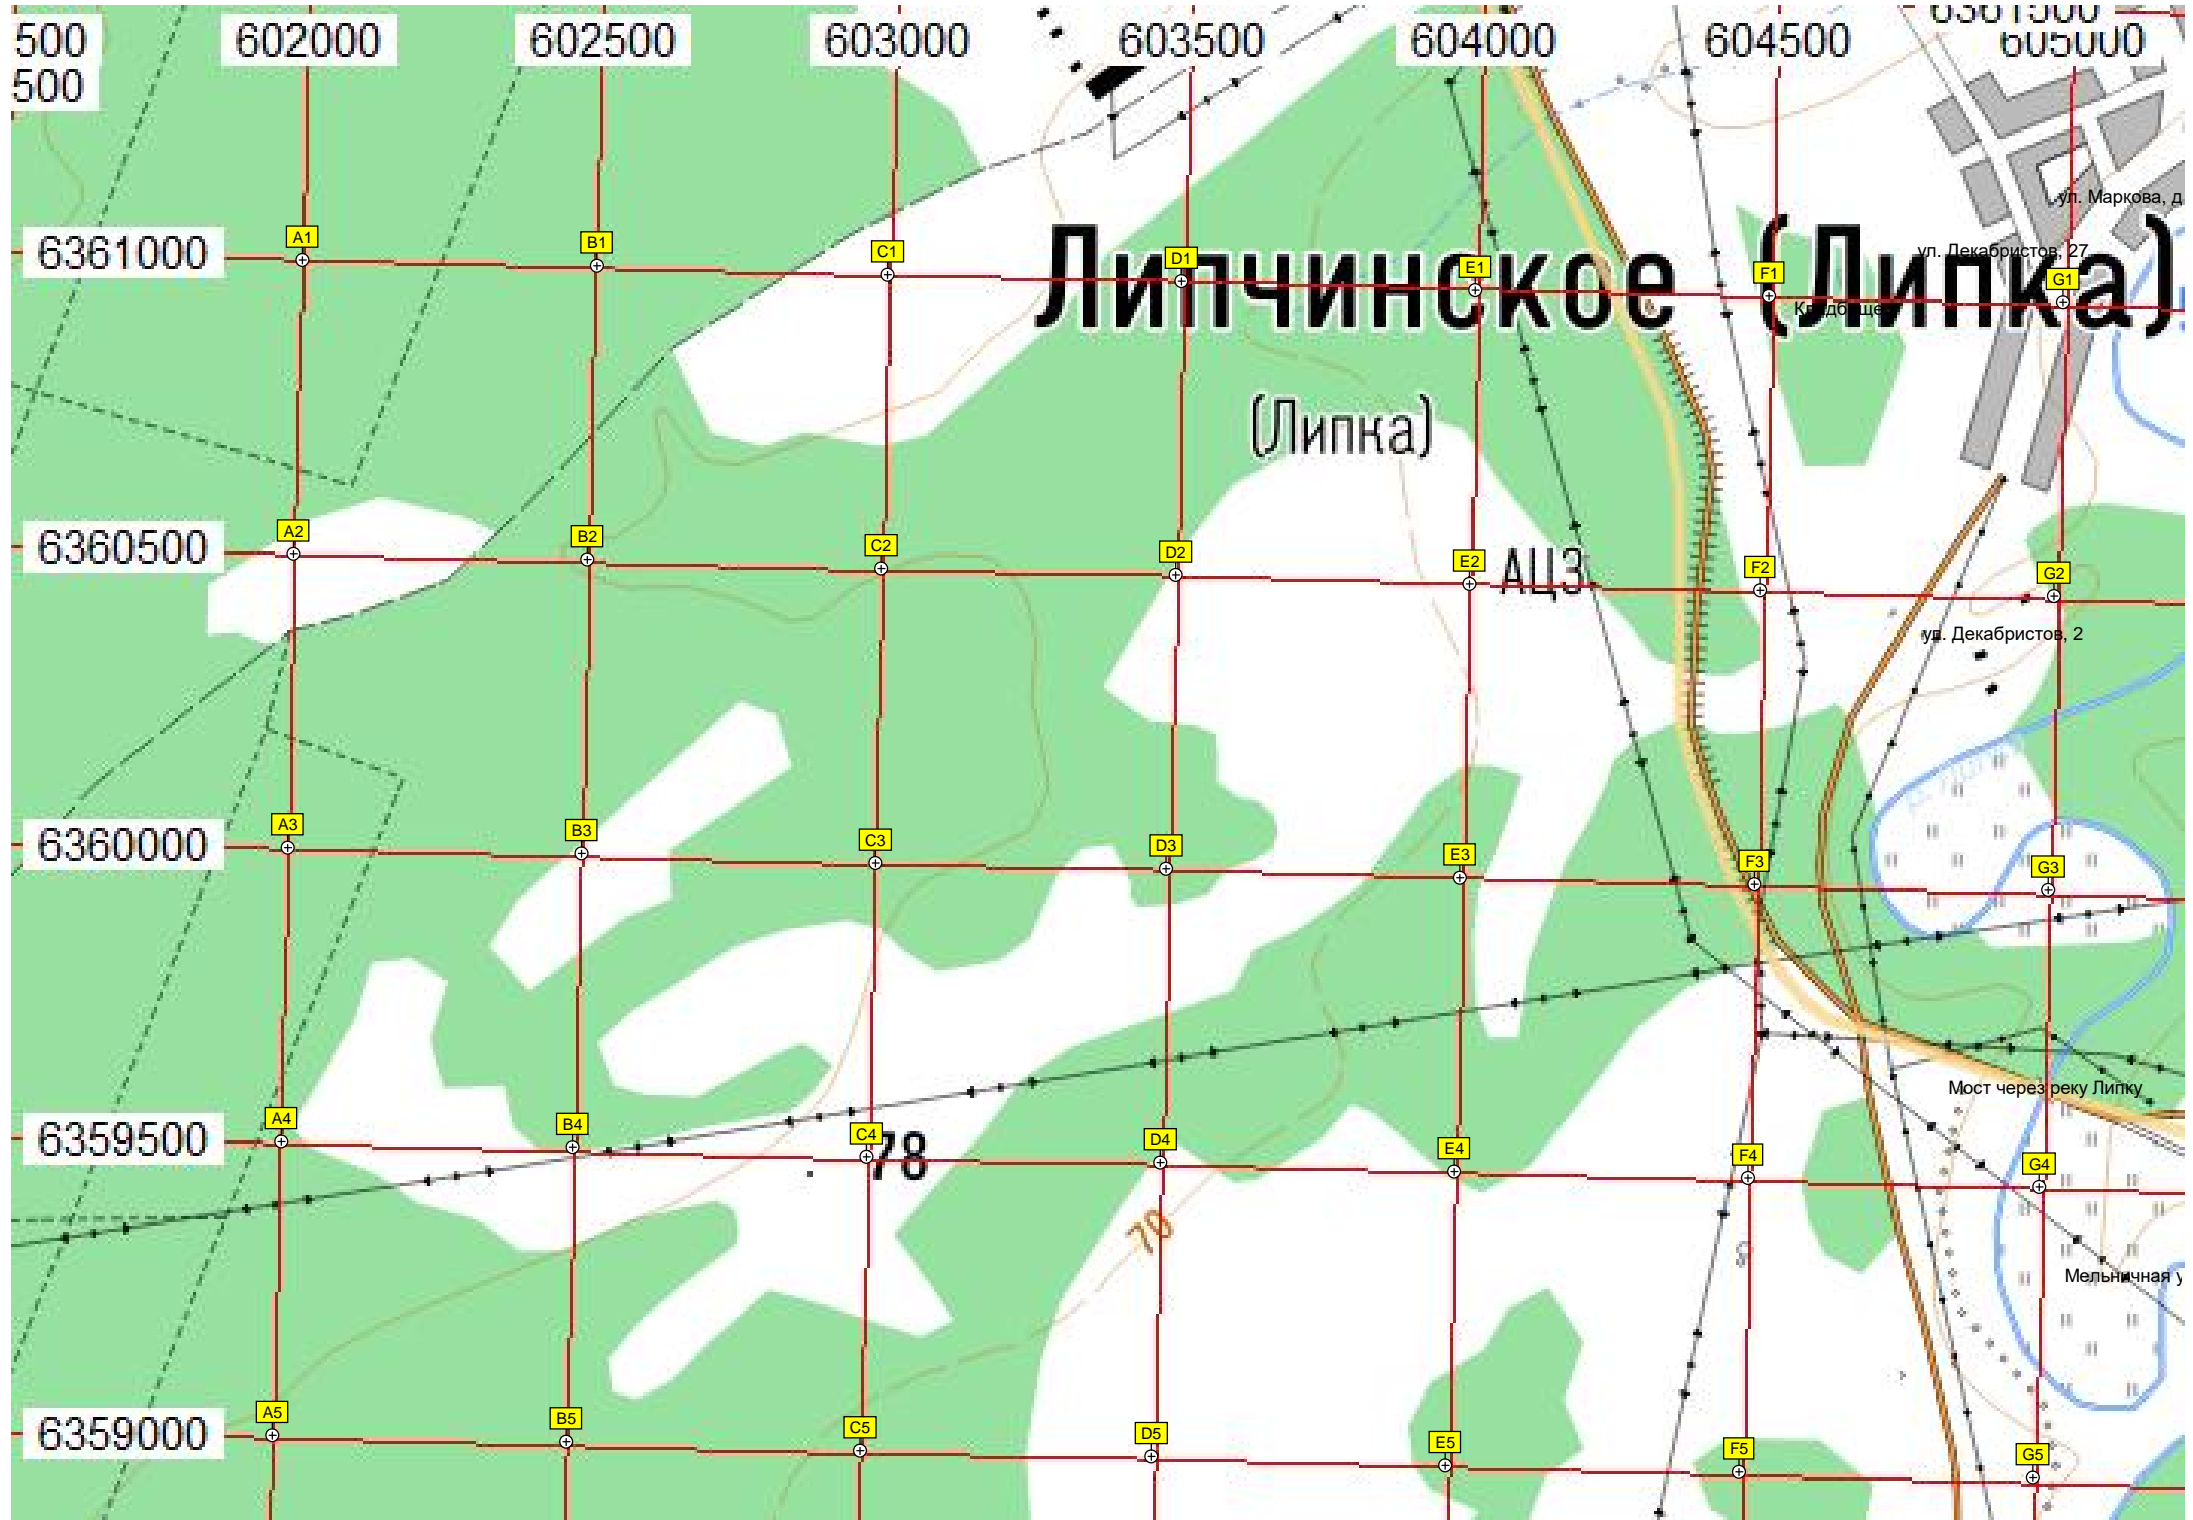 500 602000 602500 603000 603500 604000 604500 6361500
605000
500
ул. Маркова, д
A1 B1 C1 D1 E1 F1 G1
6361000
ул. Декабристов, 27
Липчинское (Липка)
Кладбище
(Липка)
A2 B2 C2 D2 E2 F2 G2
6360500
АЦЗ
ул. Декабристов, 2
A3 B3 C3 D3 E3 F3 G3
6360000
Мост через реку Липку
A4 B4 C4 D4 E4 F4 G4
6359500
78
70
Мельничная у
A5 B5 C5 D5 E5 F5 G5
6359000